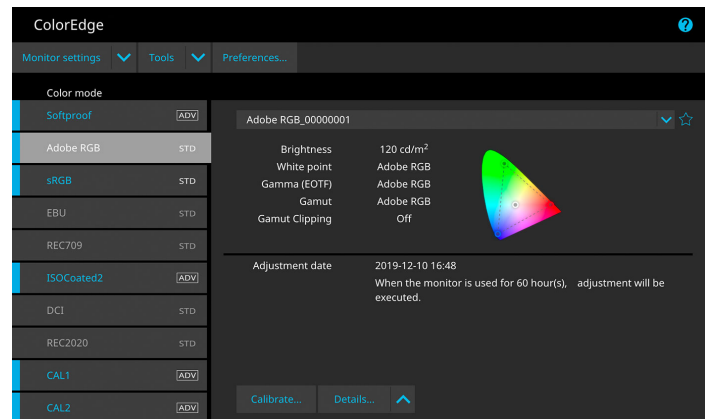 ColorEdge
?
Monitor settings Tools Preferences...
Color mode
Softproof ADV
Adobe RGB STD
sRGB STD
EBU STD
REC709 STD
ISOCoated2 ADV
DCI STD
REC2020 STD
CAL1 ADV
CAL2 ADV
Adobe RGB_00000001
Brightness 120 cd/m²
White point Adobe RGB
Gamma (EOTF) Adobe RGB
Gamut Adobe RGB
Gamut Clipping Off
Adjustment date 2019-12-10 16:48
When the monitor is used for 60 hour(s), adjustment will be
executed.
Calibrate... Details...